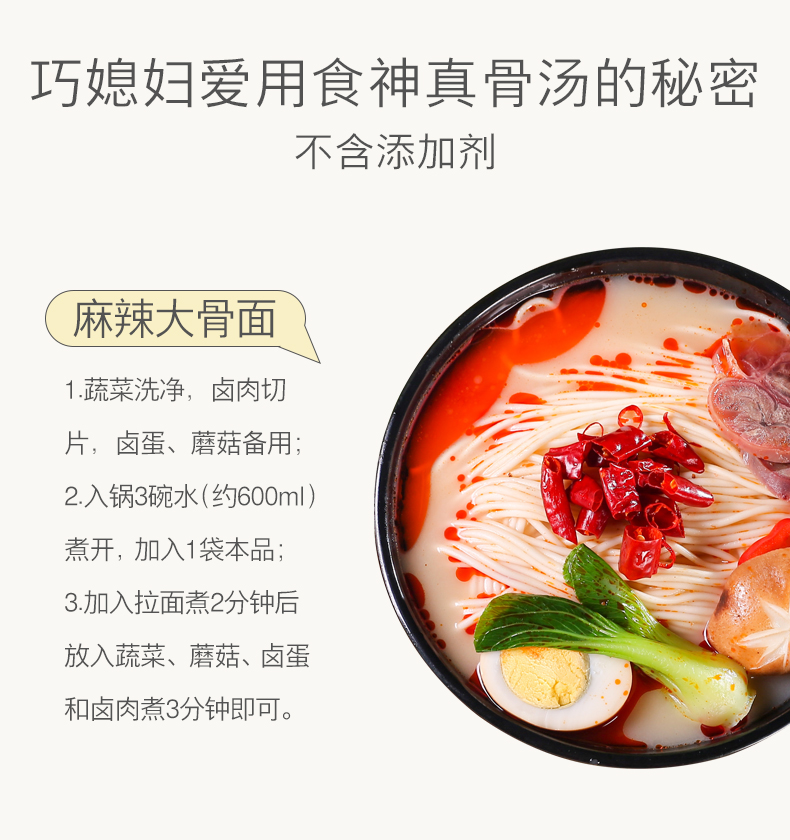 巧媳妇爱用食神真骨汤的秘密
不含添加剂
麻辣大骨面
1.蔬菜洗净，卤肉切
片，卤蛋、蘑菇备用；
2.入锅3碗水（约600ml）
煮开，加入1袋本品；
3.加入拉面煮2分钟后
放入蔬菜、蘑菇、卤蛋
和卤肉煮3分钟即可。